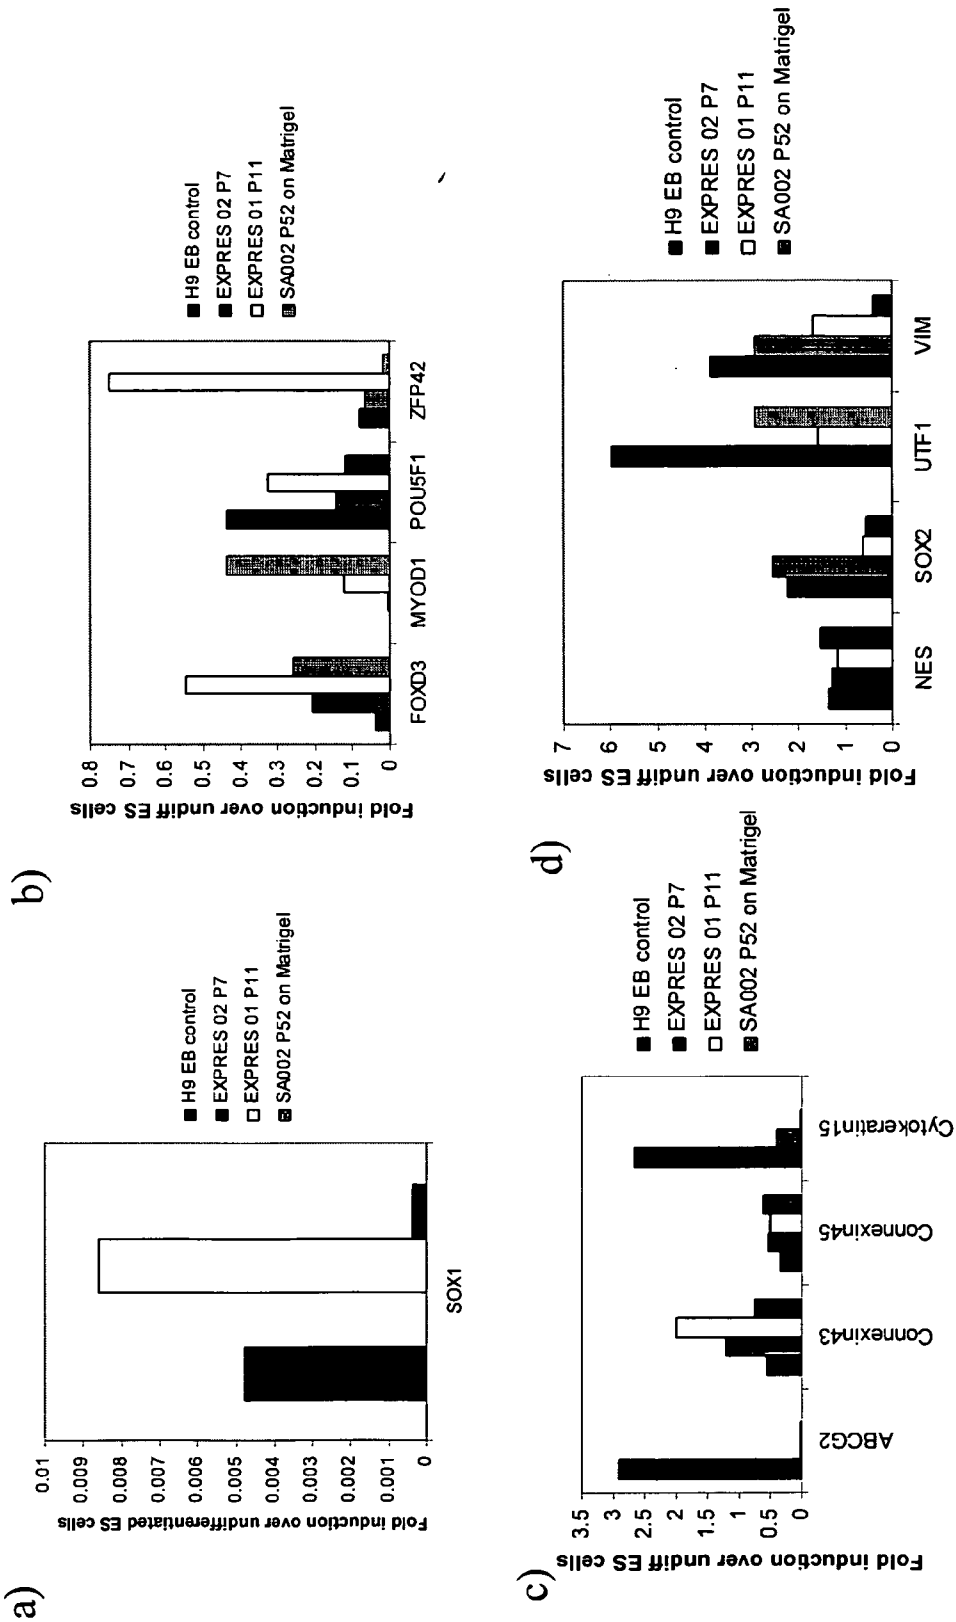 a)
Fold induction over undifferentiated ES cells
0.01
0.009
0.008
0.007
0.006
0.005
0.004
0.003
0.002
0.001
0
SOX1
H9 EB control
EXPRES 02 P7
EXPRES 01 P11
SA002 P52 on Matrigel
b)
Fold induction over undiff ES cells
0.8
0.7
0.6
0.5
0.4
0.3
0.2
0.1
0
FOXD3 MYOD1 POU5F1 ZFP42
H9 EB control
EXPRES 02 P7
EXPRES 01 P11
SA002 P52 on Matrigel
c)
Fold induction over undiff ES cells
3.5
3
2.5
2
1.5
1
0.5
0
ABCG2
Connexin43
Connexin45
Cytokeratin15
H9 EB control
EXPRES 02 P7
EXPRES 01 P11
SA002 P52 on Matrigel
d)
Fold induction over undiff ES cells
7
6
5
4
3
2
1
0
NES SOX2 UTF1 VIM
H9 EB control
EXPRES 02 P7
EXPRES 01 P11
SA002 P52 on Matrigel